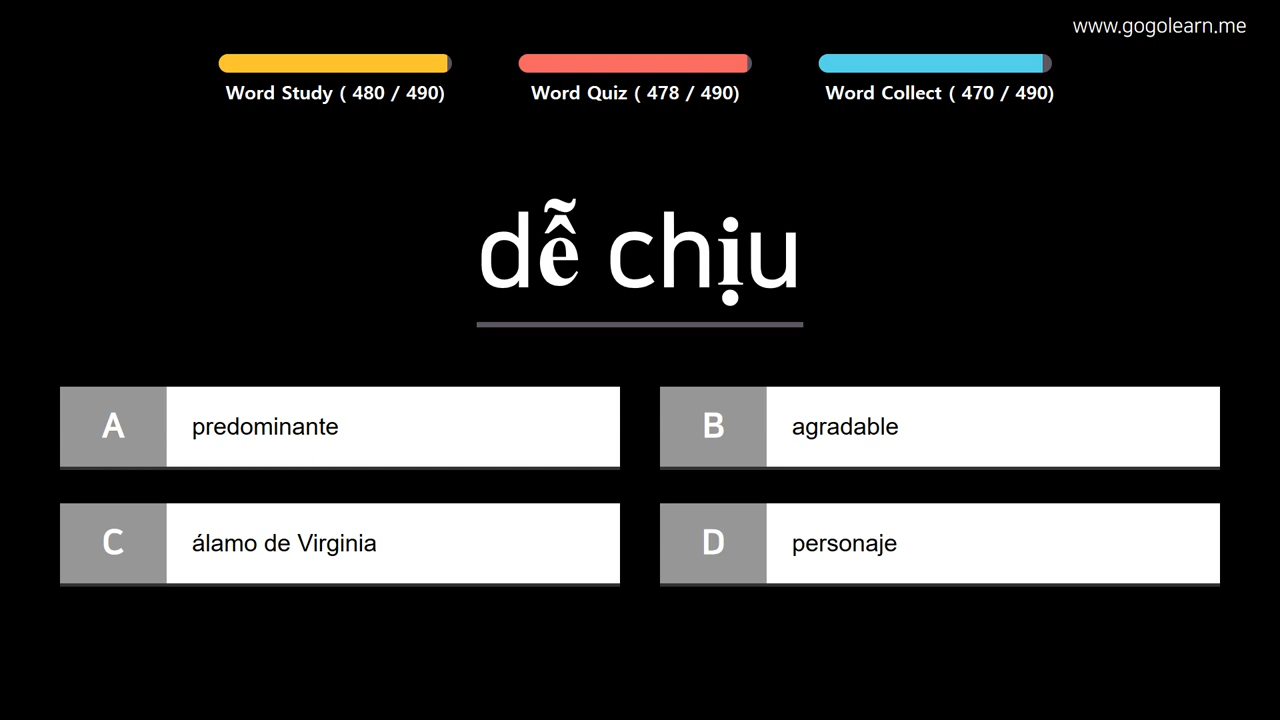 www.gogolearn.me
Word Study ( 480 / 490)
Word Quiz ( 478 / 490)
Word Collect ( 470 / 490)
dễ chịu
A predominante
B agradable
C álamo de Virginia
D personaje